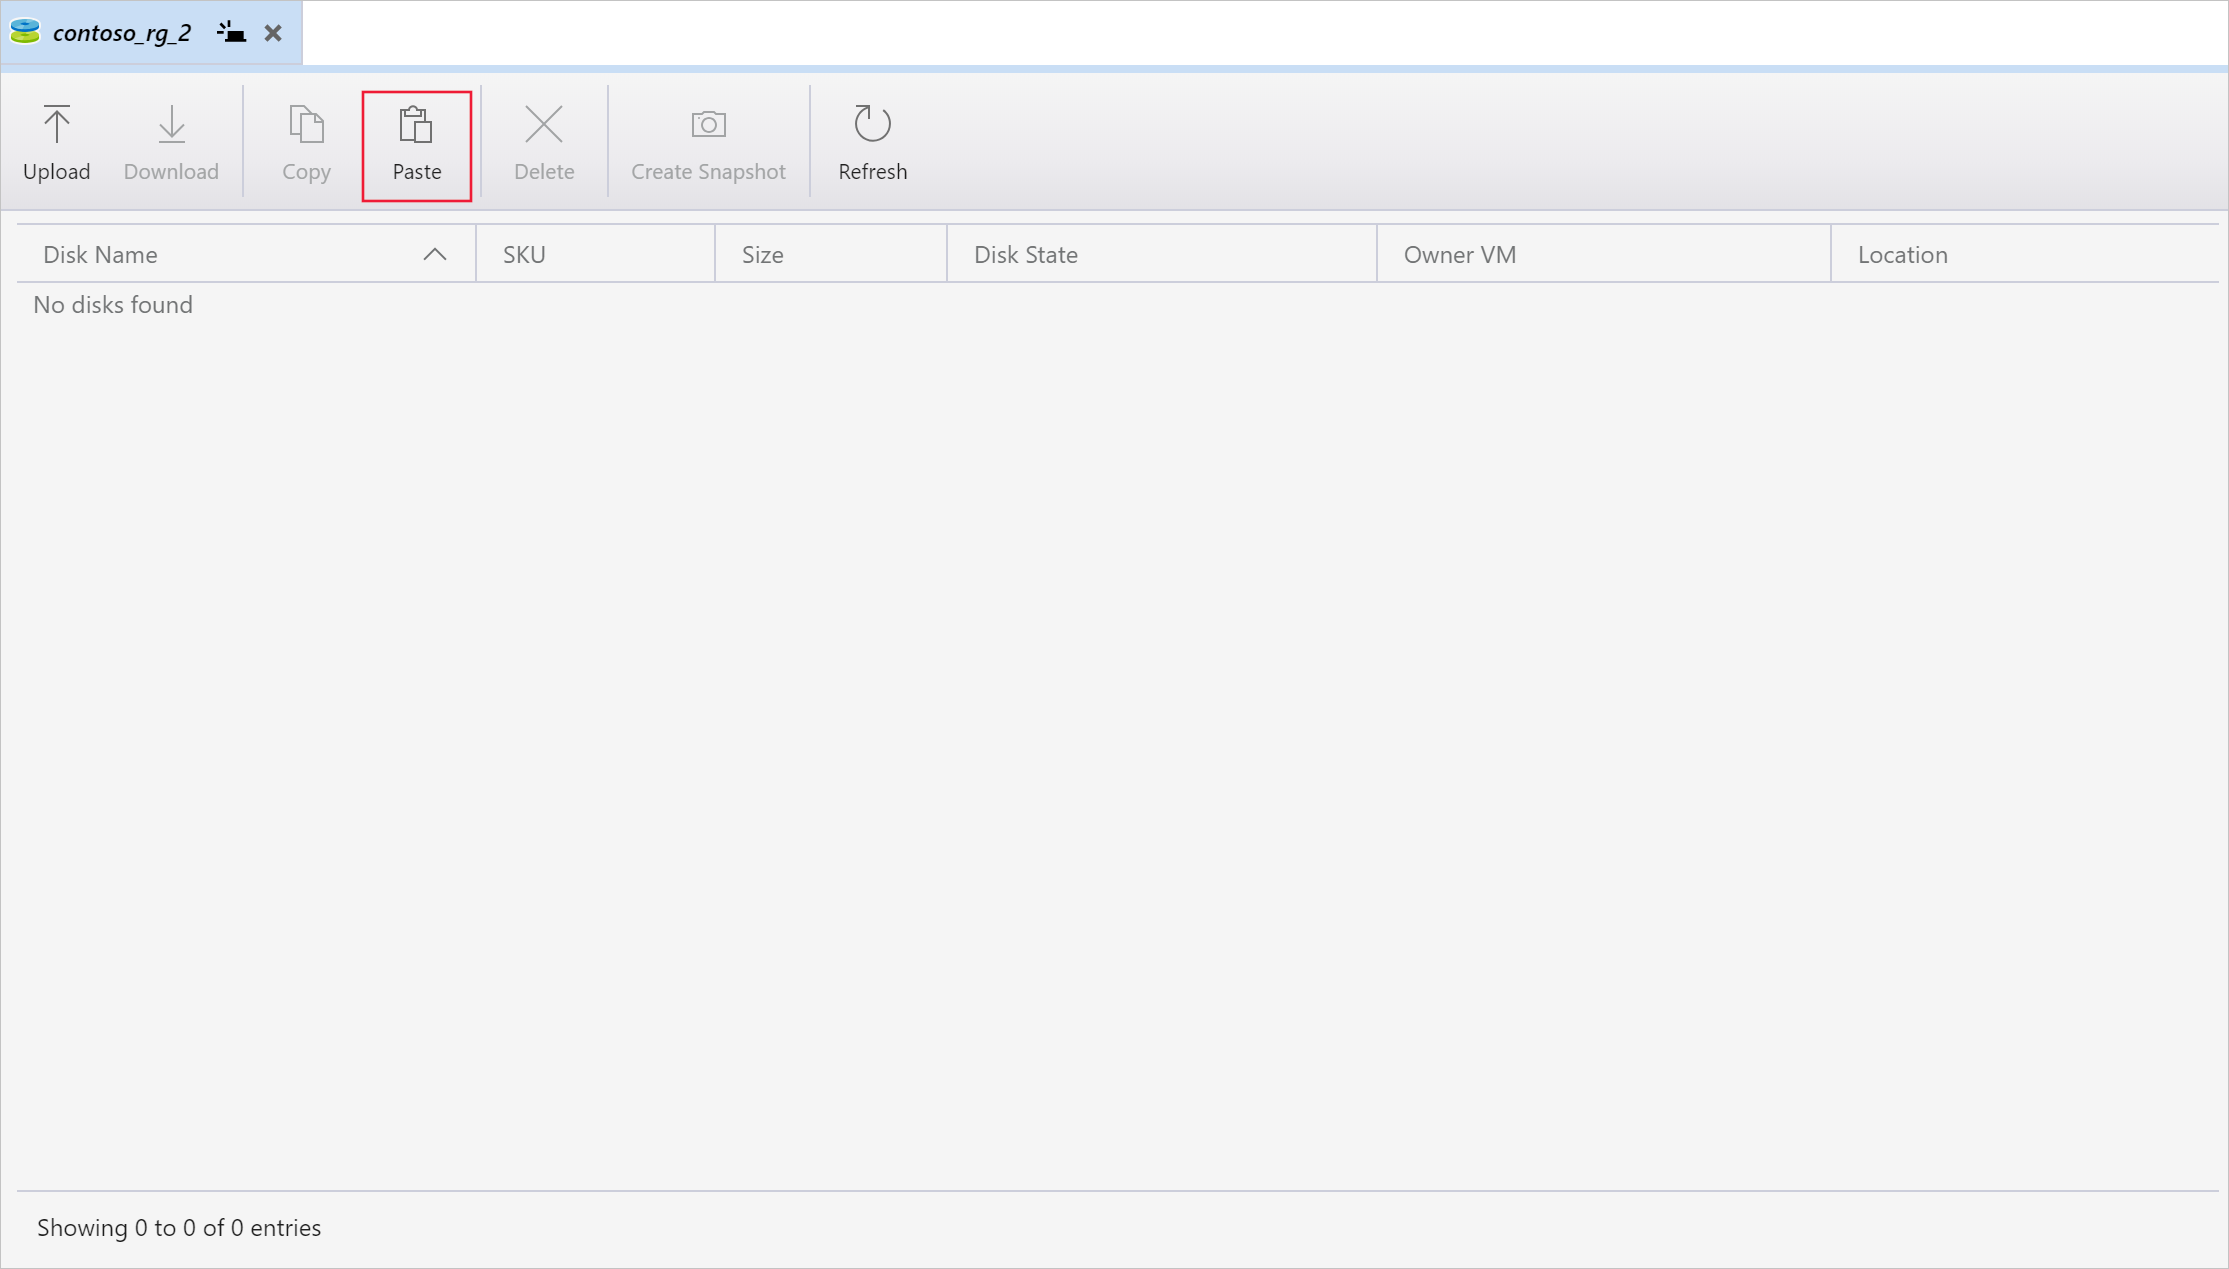 contoso_rg_2
Upload Download Copy Paste Delete Create Snapshot Refresh
Disk Name SKU Size Disk State Owner VM Location
No disks found
Showing 0 to 0 of 0 entries